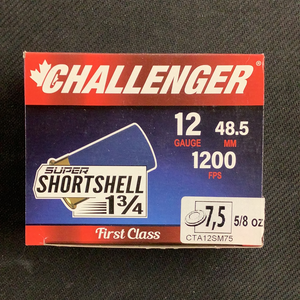 CHALLENGER®
12 48.5
GAUGE MM
1200
FPS
SUPER
SHORTSHELL
1 3/4
7,5 5/8 oz
CTA12SM75
First Class